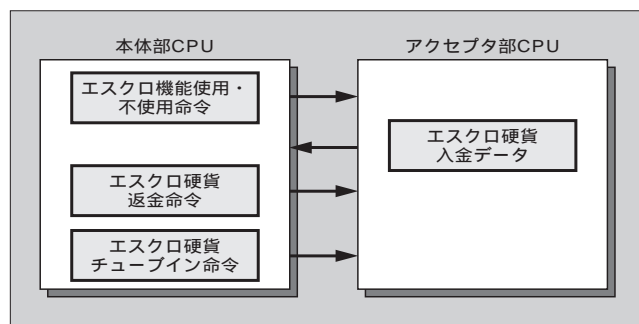 本体部CPU
アクセプタ部CPU
エスクロ機能使用・
不使用命令
エスクロ硬貨
入金データ
エスクロ硬貨
返金命令
エスクロ硬貨
チューブイン命令